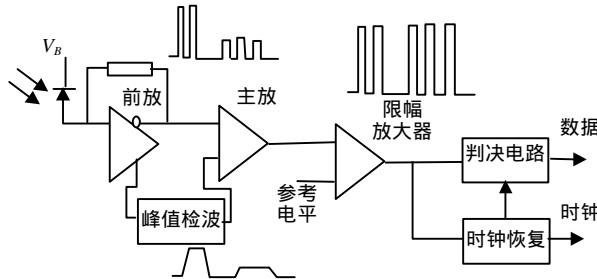 V_B
前放
主放
限幅
放大器
数据
判决电路
参考
电平
峰值检波
时钟
时钟恢复